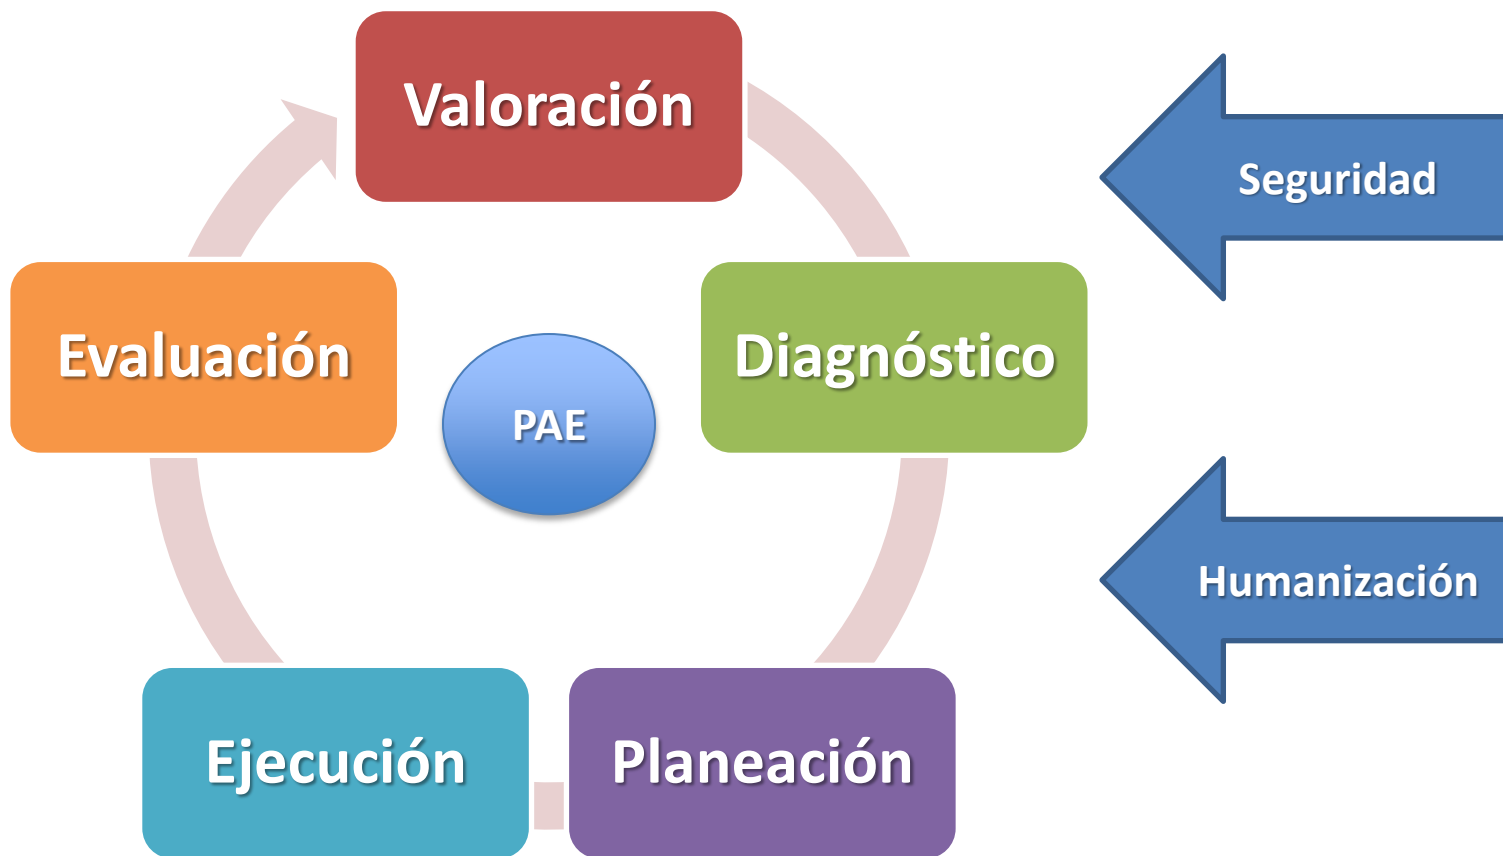 Valoración
Seguridad
Evaluación
Diagnóstico
PAE
Humanización
Ejecución
Planeación